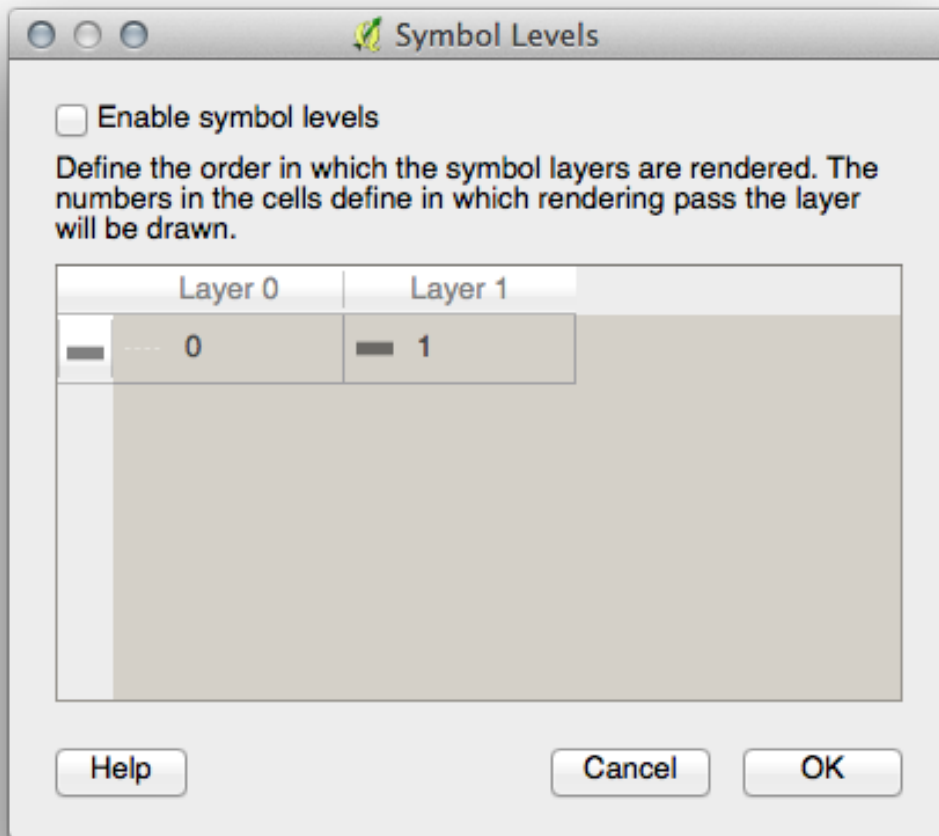 Symbol Levels
Enable symbol levels
Define the order in which the symbol layers are rendered. The
numbers in the cells define in which rendering pass the layer
will be drawn.
Layer 0 Layer 1
0 1
Help Cancel OK